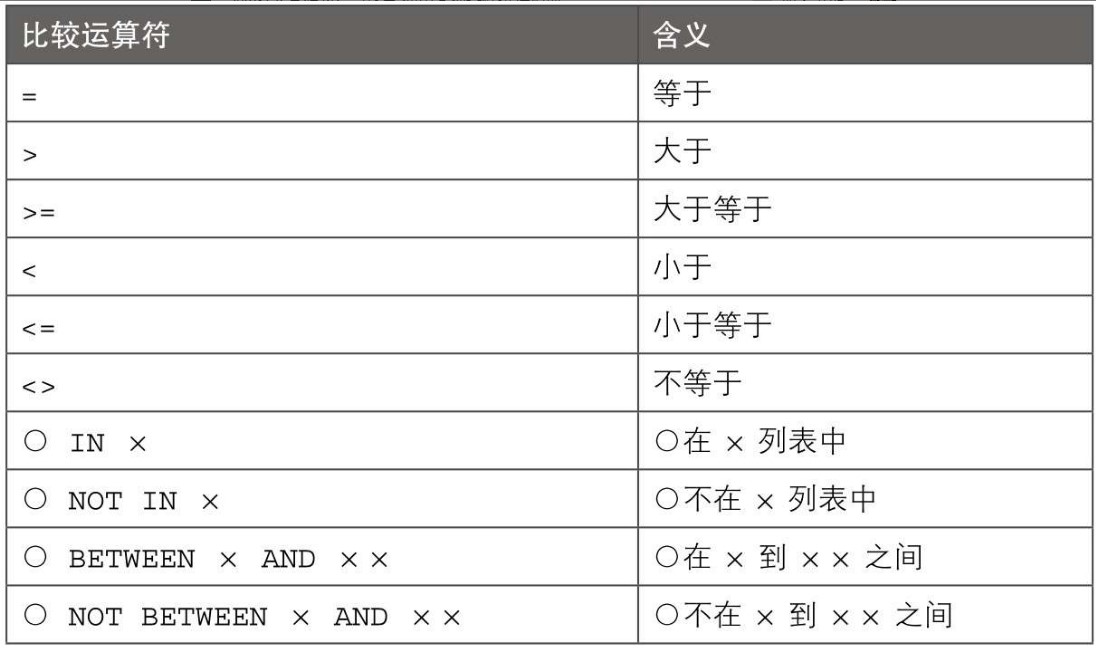 比较运算符 含义
= 等于
> 大于
>= 大于等于
< 小于
<= 小于等于
<> 不等于
○ IN × ○在 × 列表中
○ NOT IN × ○不在 × 列表中
○ BETWEEN × AND ×× ○在 × 到 ×× 之间
○ NOT BETWEEN × AND ×× ○不在 × 到 ×× 之间